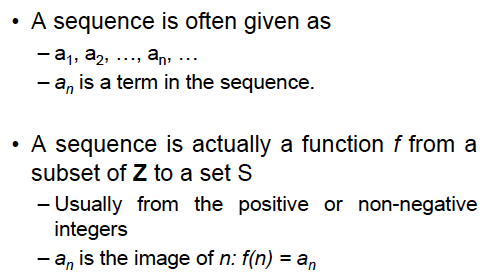 • A sequence is often given as
– a₁, a₂, …, aₙ, …
– aₙ is a term in the sequence.
• A sequence is actually a function f from a
subset of Z to a set S
– Usually from the positive or non-negative
integers
– aₙ is the image of n: f(n) = aₙ